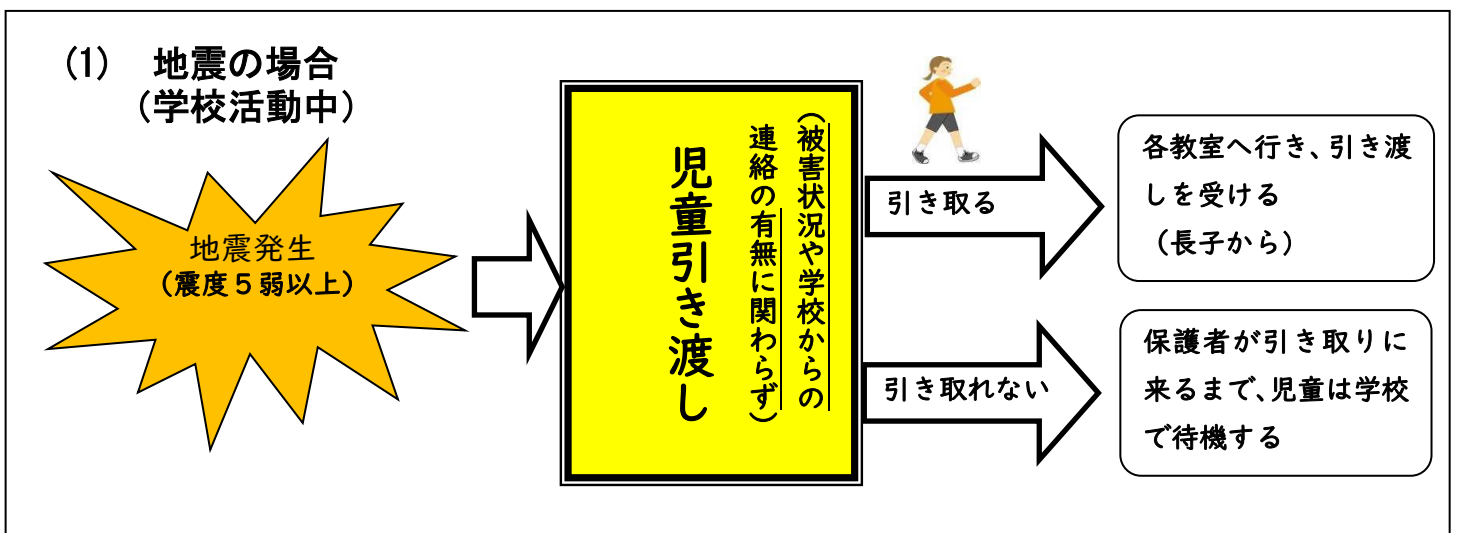 (1) 地震の場合
（学校活動中）
地震発生
（震度５弱以上）
（被害状況や学校からの
連絡の有無に関わらず）
児童引き渡し
引き取る
各教室へ行き、引き渡
しを受ける
（長子から）
引き取れない
保護者が引き取りに
来るまで、児童は学校
で待機する